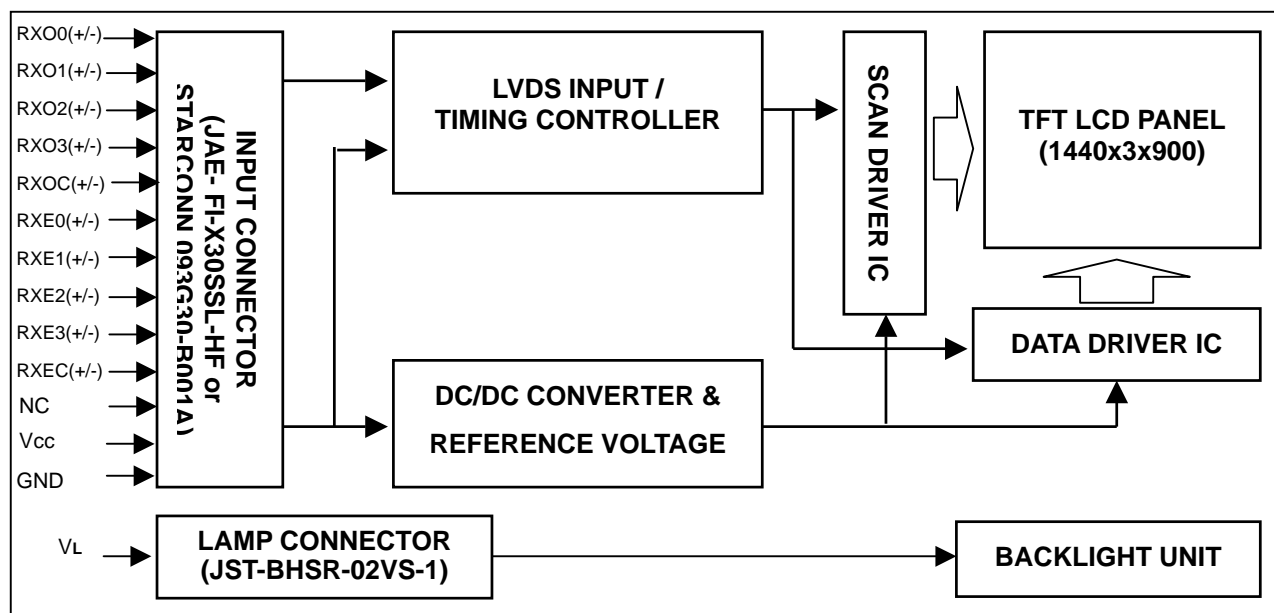 RXO0(+/-)
RXO1(+/-)
RXO2(+/-)
RXO3(+/-)
RXOC(+/-)
RXE0(+/-)
RXE1(+/-)
RXE2(+/-)
RXE3(+/-)
RXEC(+/-)
NC
Vcc
GND
VL
INPUT CONNECTOR
(JAE- FI-X30SSL-HF or
STARCONN 093G30-B001A)
LVDS INPUT /
TIMING CONTROLLER
DC/DC CONVERTER &
REFERENCE VOLTAGE
SCAN DRIVER IC
TFT LCD PANEL
(1440x3x900)
DATA DRIVER IC
LAMP CONNECTOR
(JST-BHSR-02VS-1)
BACKLIGHT UNIT